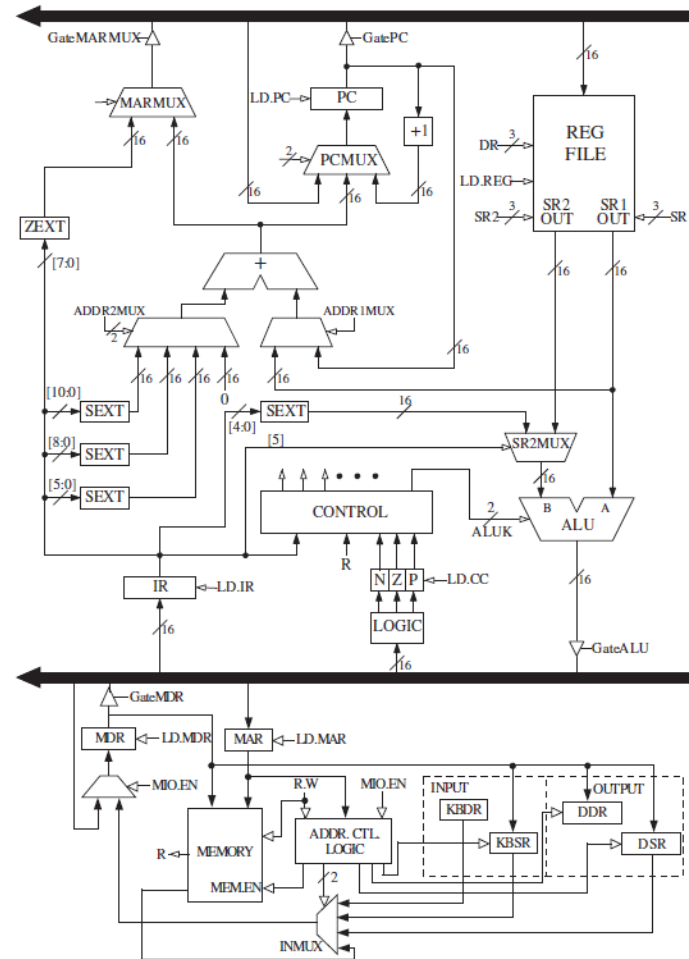 GateMARMUX
GatePC
16
MARMUX
LD.PC
PC
+1
2
PCMUX
16
16
16
16
16
REG
FILE
DR
3
LD.REG
SR2
3
SR2
OUT
SR1
OUT
3
SR
ZEXT
[7:0]
+
16
16
ADDR2MUX
2
ADDR1MUX
16
16
16
16
16
16
0
[10:0]
SEXT
[4:0]
SEXT
16
[8:0]
SEXT
[5]
SR2MUX
[5:0]
SEXT
16
CONTROL
2
ALUK
B
A
ALU
R
IR
LD.IR
N Z P
LD.CC
16
16
LOGIC
16
GateALU
GateMDR
MDR
LD.MDR
MAR
LD.MAR
MIO.EN
R.W
MIO.EN
INPUT
OUTPUT
KBDR
DDR
MEMORY
R
ADDR. CTL.
LOGIC
KBSR
DSR
MEM.EN
2
INMUX